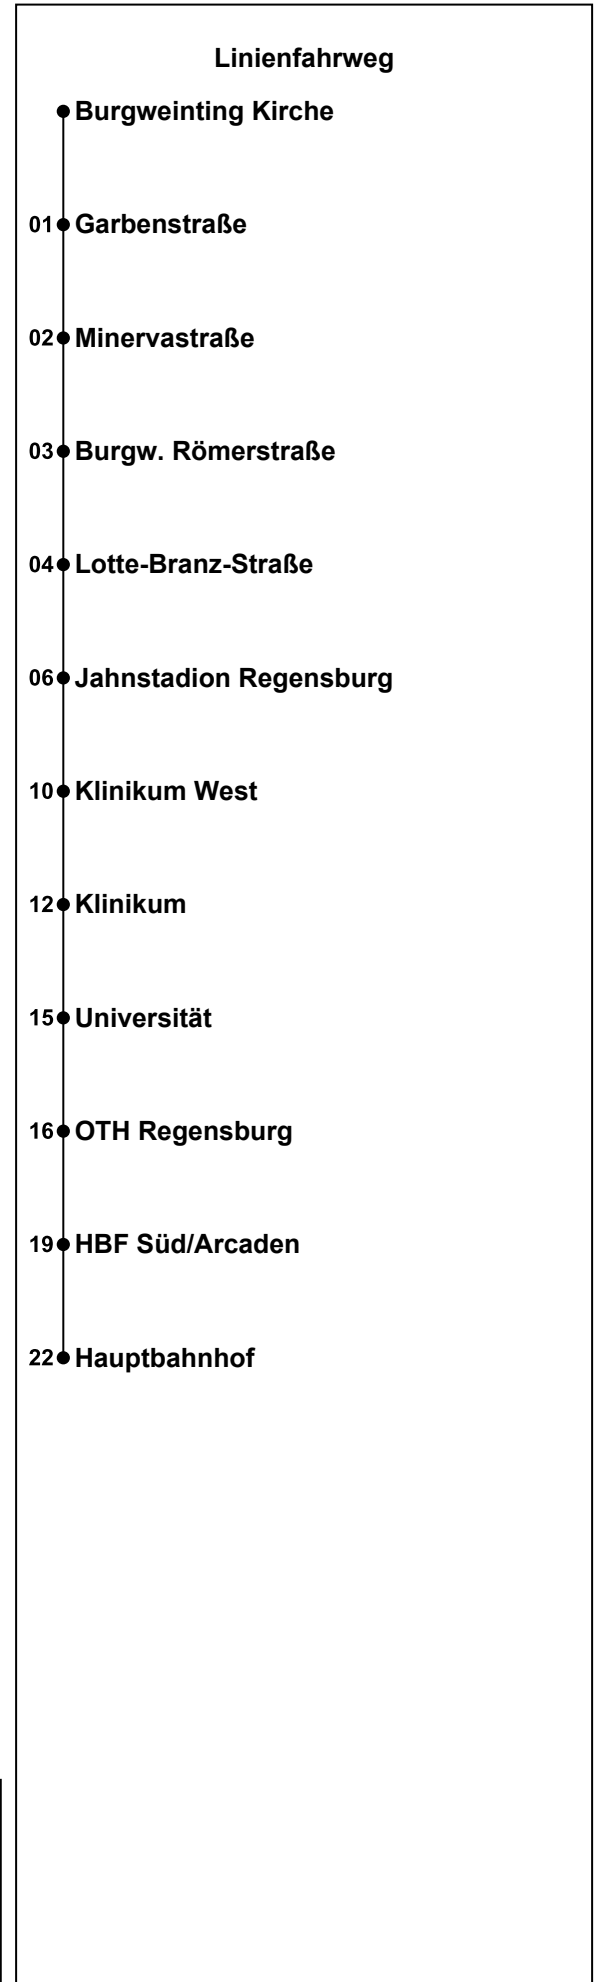 Linienfahrweg
Burgweinting Kirche
01 Garbenstraße
02 Minervastraße
03 Burgw. Römerstraße
04 Lotte-Branz-Straße
06 Jahnstadion Regensburg
10 Klinikum West
12 Klinikum
15 Universität
16 OTH Regensburg
19 HBF Süd/Arcaden
22 Hauptbahnhof